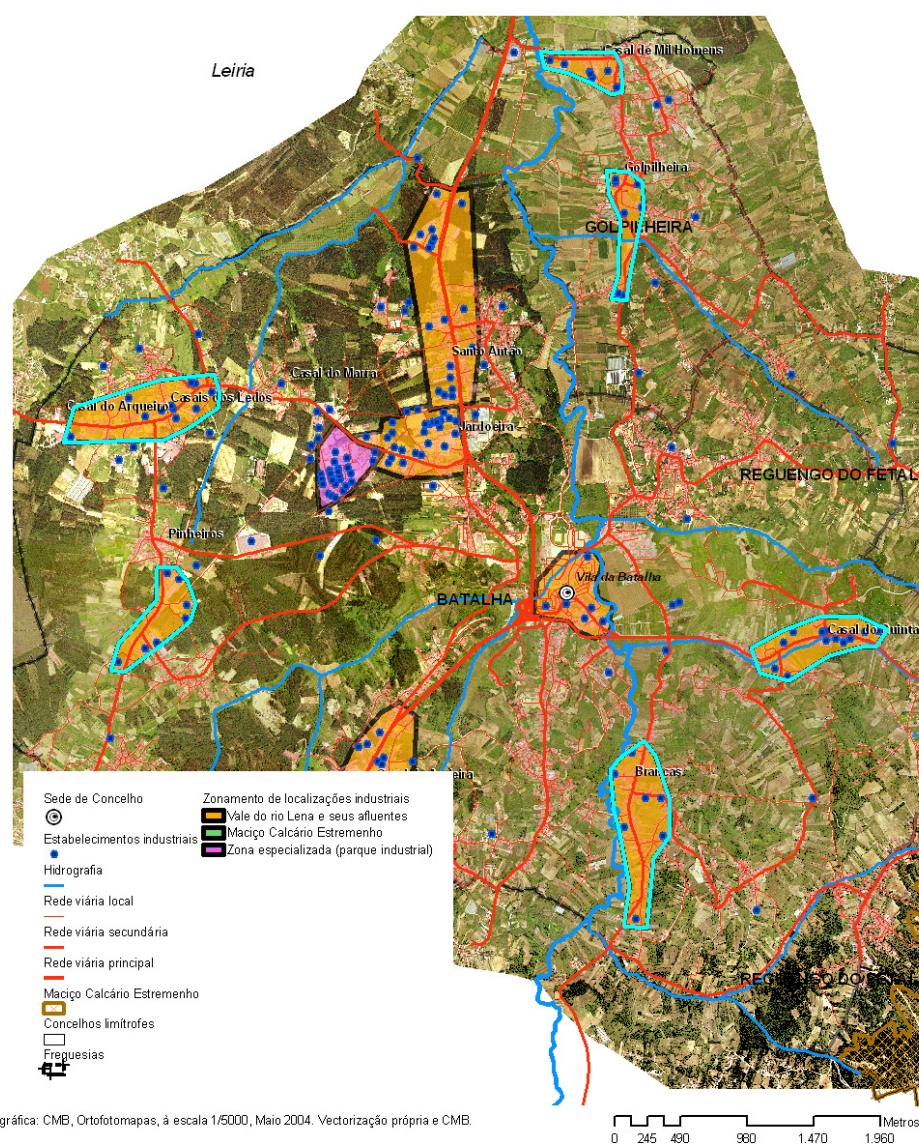 Leiria
Casal de Mil Homens
Golpilheira
GOLPILHEIRA
Santo Antão
Casal do Marra
Casal do Arqueiro
Casais dos Ledos
Jardoeira
REGUENGO DO FETAL
Pinheiros
Vila da Batalha
BATALHA
Casal do Quinta
Brancas
REGUENGO DO
Sede de Concelho
Estabelecimentos industriais
Hidrografia
Rede viária local
Rede viária secundária
Rede viária principal
Maciço Calcário Estremenho
Concelhos limítrofes
Freguesias
Zonamento de localizações industriais
Vale do rio Lena e seus afluentes
Maciço Calcário Estremenho
Zona especializada (parque industrial)
gráfica: CMB, Ortofotomapas, à escala 1/5000, Maio 2004. Vectorização própria e CMB.
Metros
0 245 490 980 1.470 1.960